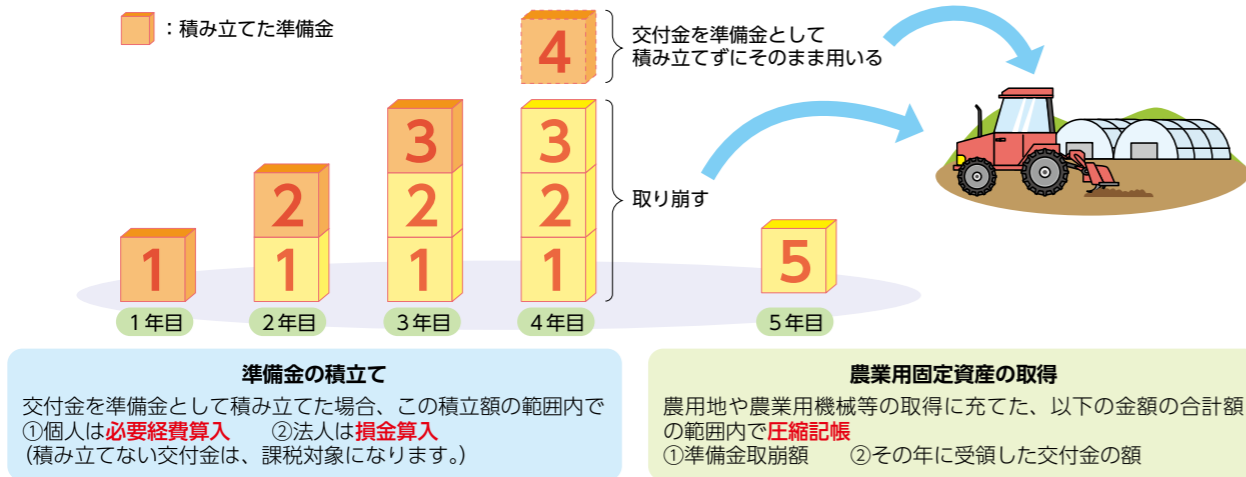 ：積み立てた準備金
4
交付金を準備金として
積み立てずにそのまま用いる
3
3
2
2
2
取り崩す
1
1
1
1
5
1年目
2年目
3年目
4年目
5年目
準備金の積立て
交付金を準備金として積み立てた場合、この積立額の範囲内で
①個人は必要経費算入　②法人は損金算入
（積み立てない交付金は、課税対象になります。）
農業用固定資産の取得
農用地や農業用機械等の取得に充てた、以下の金額の合計額
の範囲内で圧縮記帳
①準備金取崩額　②その年に受領した交付金の額